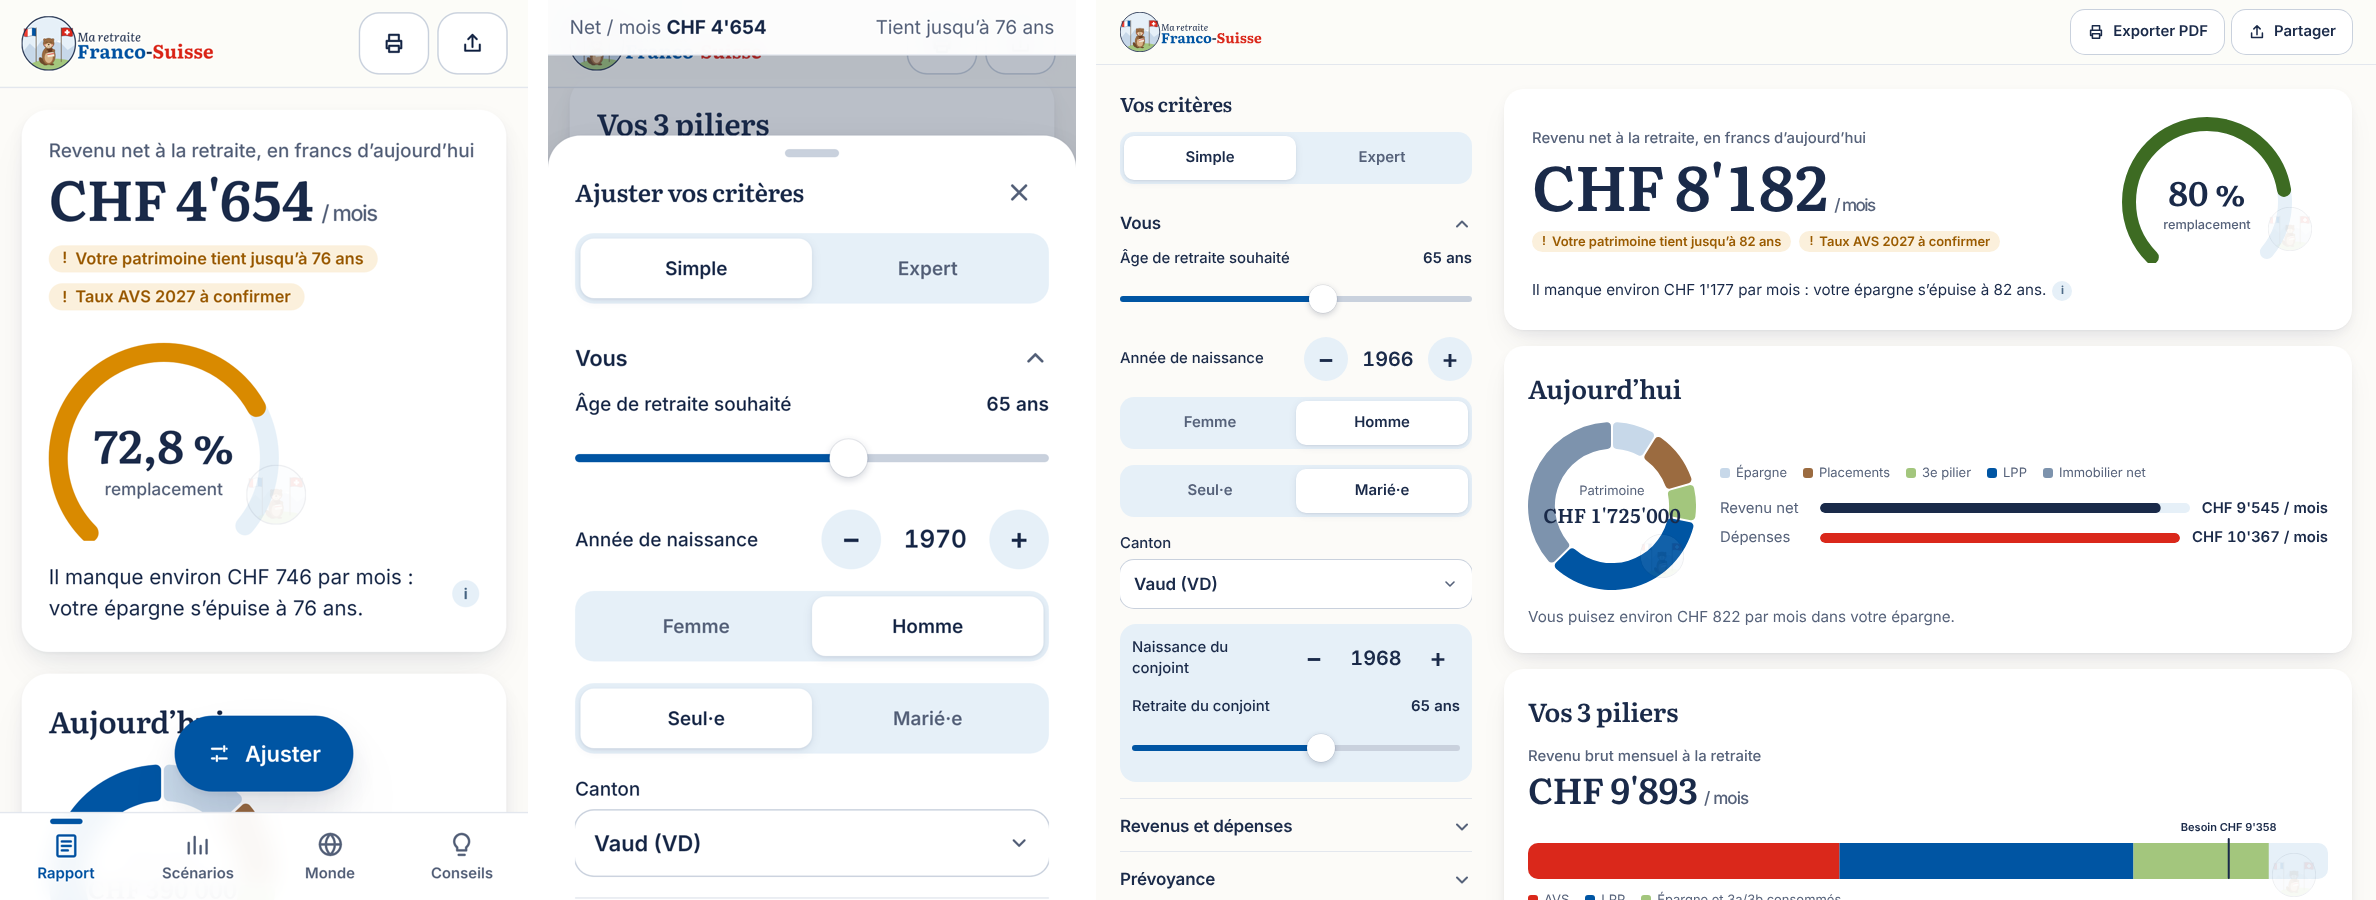 Ma retraite
Franco-Suisse
Revenu net à la retraite, en francs d’aujourd’hui
CHF 4'654 / mois
! Votre patrimoine tient jusqu’à 76 ans
! Taux AVS 2027 à confirmer
72,8 %
remplacement
Il manque environ CHF 746 par mois :
votre épargne s’épuise à 76 ans.
i
Aujourd’hui
Ajuster
Rapport
Scénarios
Monde
Conseils
Net / mois CHF 4'654
Tient jusqu’à 76 ans
Franco-Suisse
Vos 3 piliers
Ajuster vos critères
Simple
Expert
Vous
Âge de retraite souhaité
65 ans
Année de naissance
− 1970 +
Femme
Homme
Seul·e
Marié·e
Canton
Vaud (VD)
Ma retraite
Franco-Suisse
Exporter PDF
Partager
Vos critères
Simple
Expert
Vous
Âge de retraite souhaité
65 ans
Année de naissance
− 1966 +
Femme
Homme
Seul·e
Marié·e
Canton
Vaud (VD)
Naissance du
conjoint
− 1968 +
Retraite du conjoint
65 ans
Revenus et dépenses
Prévoyance
Revenu net à la retraite, en francs d’aujourd’hui
CHF 8'182 / mois
! Votre patrimoine tient jusqu’à 82 ans
! Taux AVS 2027 à confirmer
Il manque environ CHF 1'177 par mois : votre épargne s’épuise à 82 ans.
i
80 %
remplacement
Aujourd’hui
Patrimoine
CHF 1'725'000
Épargne
Placements
3e pilier
LPP
Immobilier net
Revenu net
CHF 9'545 / mois
Dépenses
CHF 10'367 / mois
Vous puisez environ CHF 822 par mois dans votre épargne.
Vos 3 piliers
Revenu brut mensuel à la retraite
CHF 9'893 / mois
Besoin CHF 9'358
AVS
LPP
Épargne et 3a/3b consommés